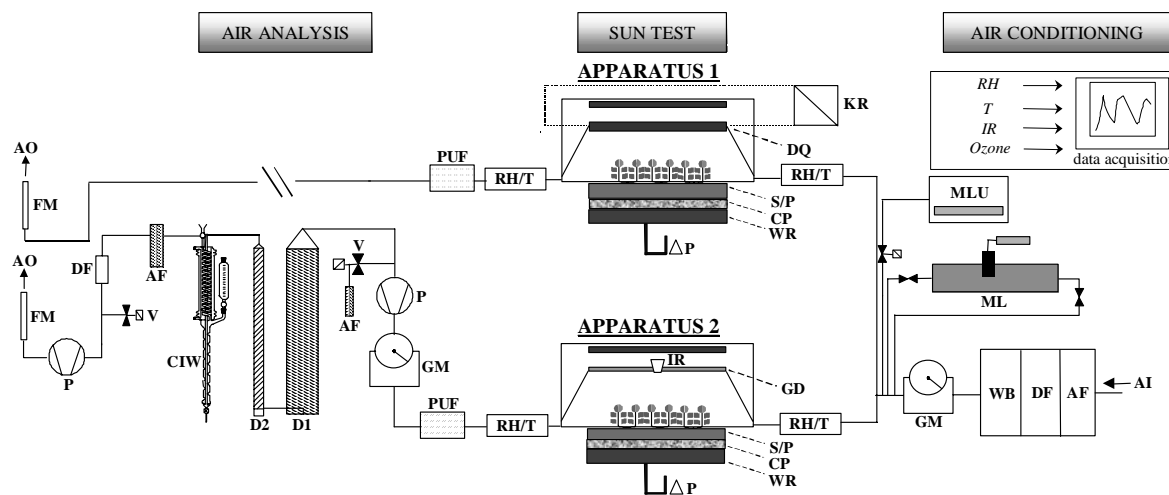 AIR ANALYSIS
SUN TEST
AIR CONDITIONING
APPARATUS 1
KR
RH
T
IR
Ozone
data acquisition
DQ
AO
PUF
RH/T
RH/T
FM
MLU
S/P
CP
WR
Δ P
AO
DF
AF
V
V
P
AF
ML
FM
V
APPARATUS 2
IR
CIW
GM
GD
P
PUF
AI
WB
DF
AF
GM
RH/T
RH/T
D2
D1
S/P
CP
WR
Δ P